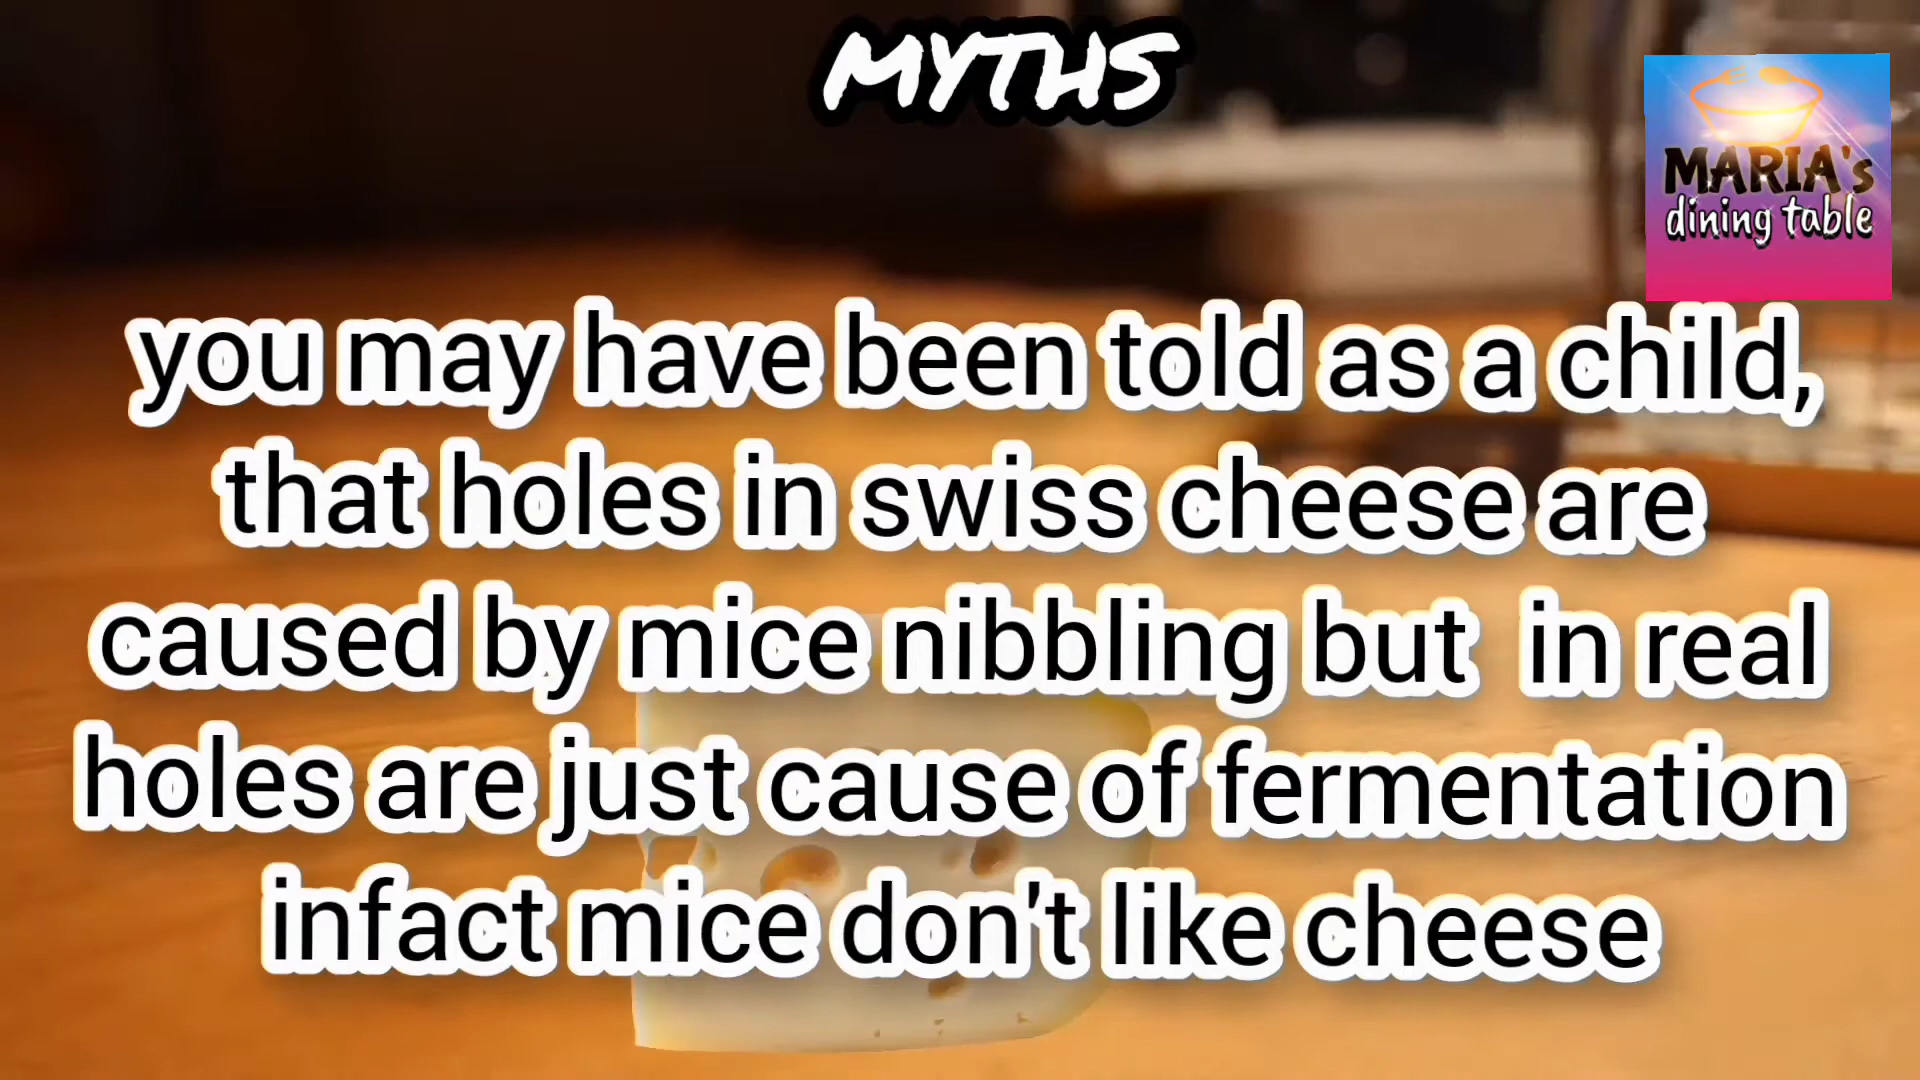 MYTHS
MARIA's
dining table
you may have been told as a child,
that holes in swiss cheese are
caused by mice nibbling but  in real
holes are just cause of fermentation
infact mice don't like cheese